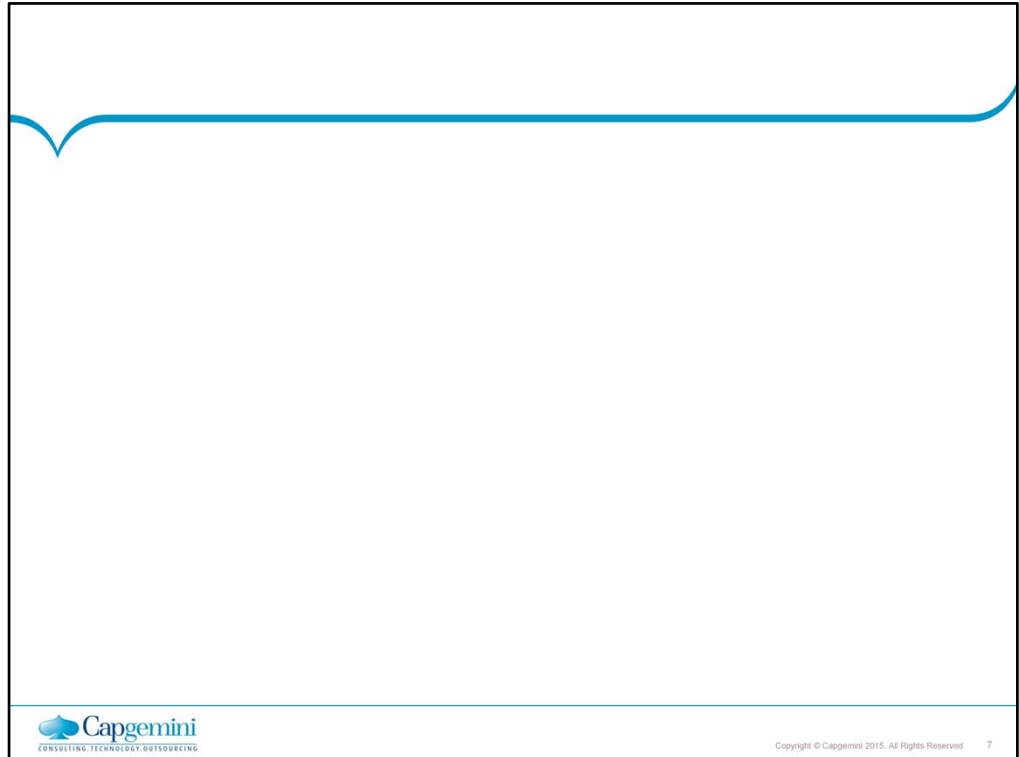 Capgemini
CONSULTING.TECHNOLOGY.OUTSOURCING
Copyright © Capgemini 2015. All Rights Reserved 7